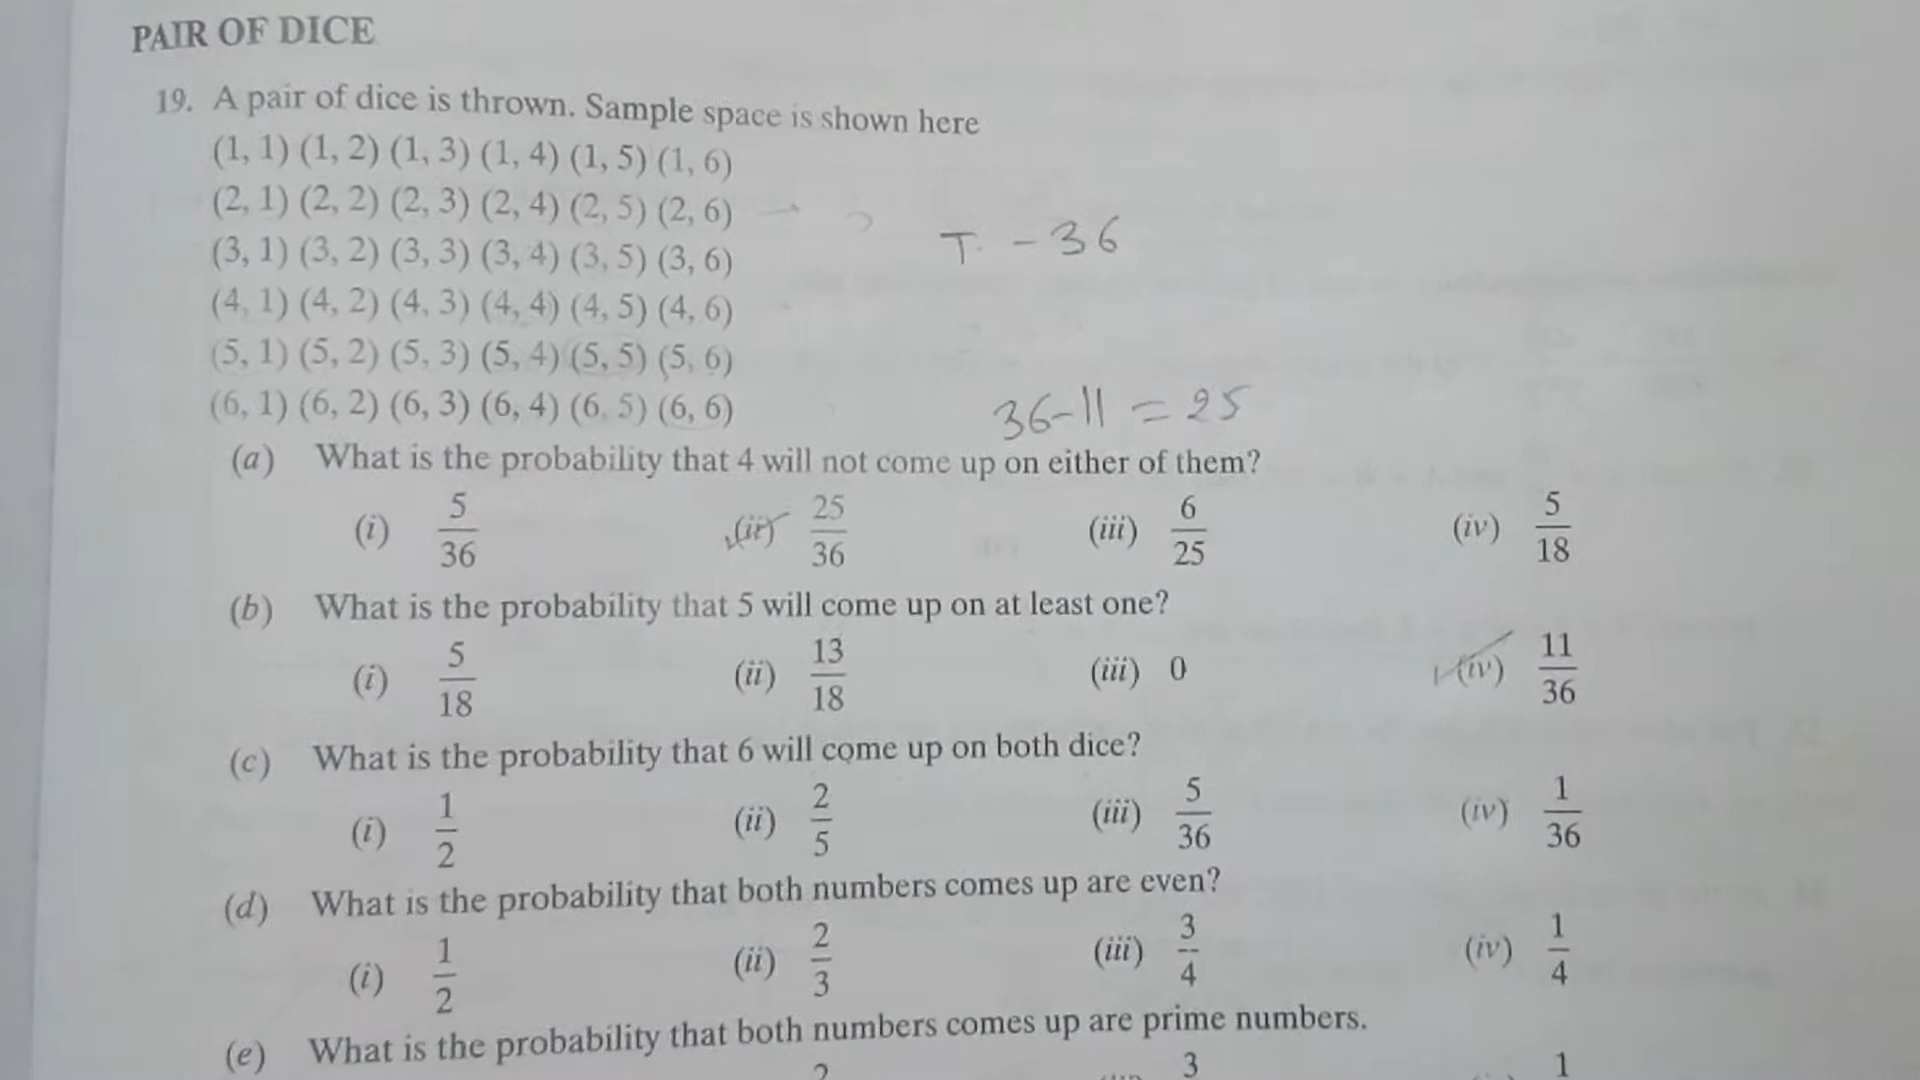 PAIR OF DICE
19. A pair of dice is thrown. Sample space is shown here
(1, 1) (1, 2) (1, 3) (1, 4) (1, 5) (1, 6)
(2, 1) (2, 2) (2, 3) (2, 4) (2, 5) (2, 6)
(3, 1) (3, 2) (3, 3) (3, 4) (3, 5) (3, 6)
T. - 36
(4, 1) (4, 2) (4, 3) (4, 4) (4, 5) (4, 6)
(5, 1) (5, 2) (5, 3) (5, 4) (5, 5) (5, 6)
(6, 1) (6, 2) (6, 3) (6, 4) (6, 5) (6, 6)
36-11 = 25
(a) What is the probability that 4 will not come up on either of them?
(i) 5/36 (ii) 25/36 (iii) 6/25 (iv) 5/18
(b) What is the probability that 5 will come up on at least one?
(i) 5/18 (ii) 13/18 (iii) 0 (iv) 11/36
(c) What is the probability that 6 will come up on both dice?
(i) 1/2 (ii) 2/5 (iii) 5/36 (iv) 1/36
(d) What is the probability that both numbers comes up are even?
(i) 1/2 (ii) 2/3 (iii) 3/4 (iv) 1/4
(e) What is the probability that both numbers comes up are prime numbers.
3 1